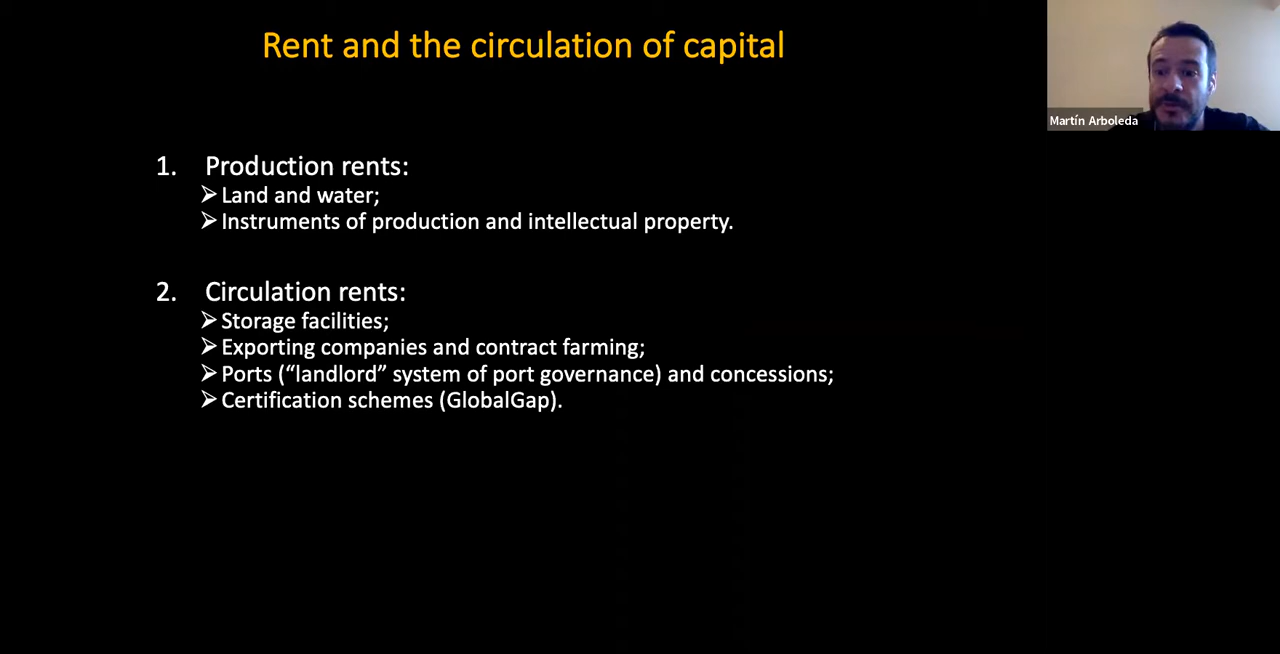 Rent and the circulation of capital
Martín Arboleda
1. Production rents:
➢ Land and water;
➢ Instruments of production and intellectual property.
2. Circulation rents:
➢ Storage facilities;
➢ Exporting companies and contract farming;
➢ Ports (“landlord” system of port governance) and concessions;
➢ Certification schemes (GlobalGap).